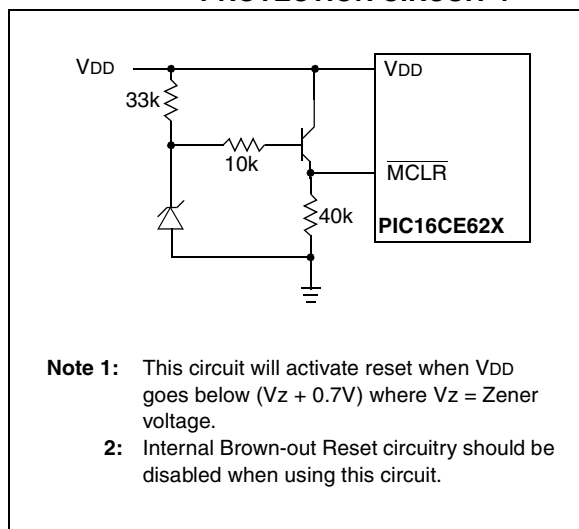 PROTECTION CIRCUIT 1
VDD
VDD
33k
10k
MCLR
40k
PIC16CE62X
Note 1: This circuit will activate reset when VDD
goes below (Vz + 0.7V) where Vz = Zener
voltage.
2: Internal Brown-out Reset circuitry should be
disabled when using this circuit.